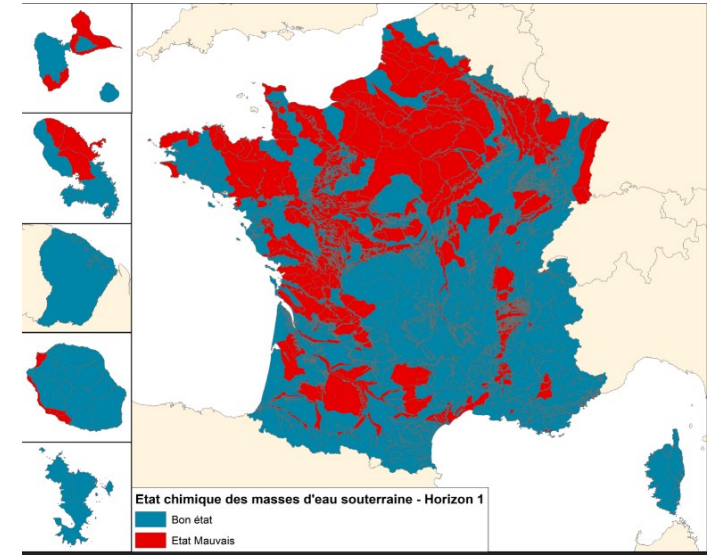 Etat chimique des masses d'eau souterraine - Horizon 1
Bon état
Etat Mauvais